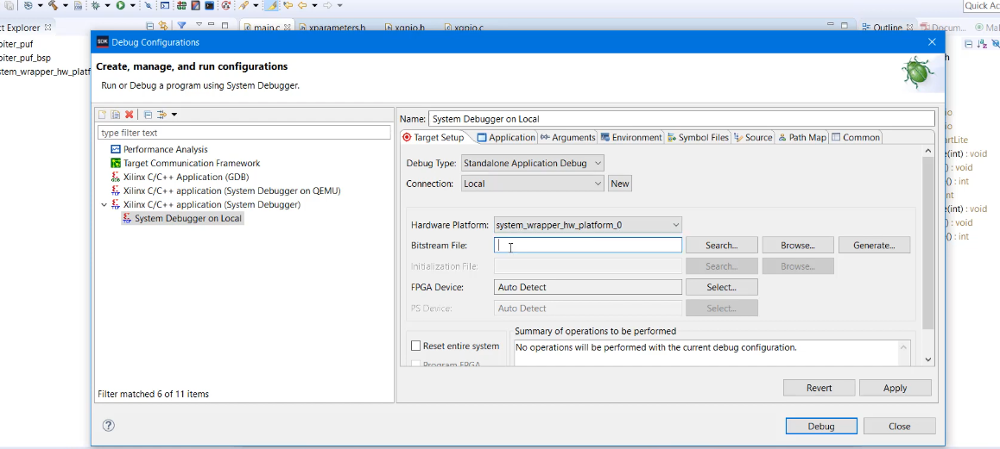 Quick Ac
ct Explorer
main.c
xparameters.h
xgpio.h
xgpio.c
Outline
Docum...
Mal
biter_puf
biter_puf_bsp
stem_wrapper_hw_platf
SDK Debug Configurations
Create, manage, and run configurations
Run or Debug a program using System Debugger.
type filter text
Performance Analysis
Target Communication Framework
Xilinx C/C++ Application (GDB)
Xilinx C/C++ application (System Debugger on QEMU)
Xilinx C/C++ application (System Debugger)
System Debugger on Local
Filter matched 6 of 11 items
Name: System Debugger on Local
Target Setup Application Arguments Environment Symbol Files Source Path Map Common
Debug Type: Standalone Application Debug
Connection: Local New
Hardware Platform: system_wrapper_hw_platform_0
Bitstream File: Search... Browse... Generate...
Initialization File: Search... Browse...
FPGA Device: Auto Detect Select...
PS Device: Auto Detect Select...
Summary of operations to be performed
Reset entire system
No operations will be performed with the current debug configuration.
Program FPGA
Revert Apply
Debug Close
h
io
io
artLite
e(int) : void
) : void
() : int
nt
e(int) : void
) : void
() : int